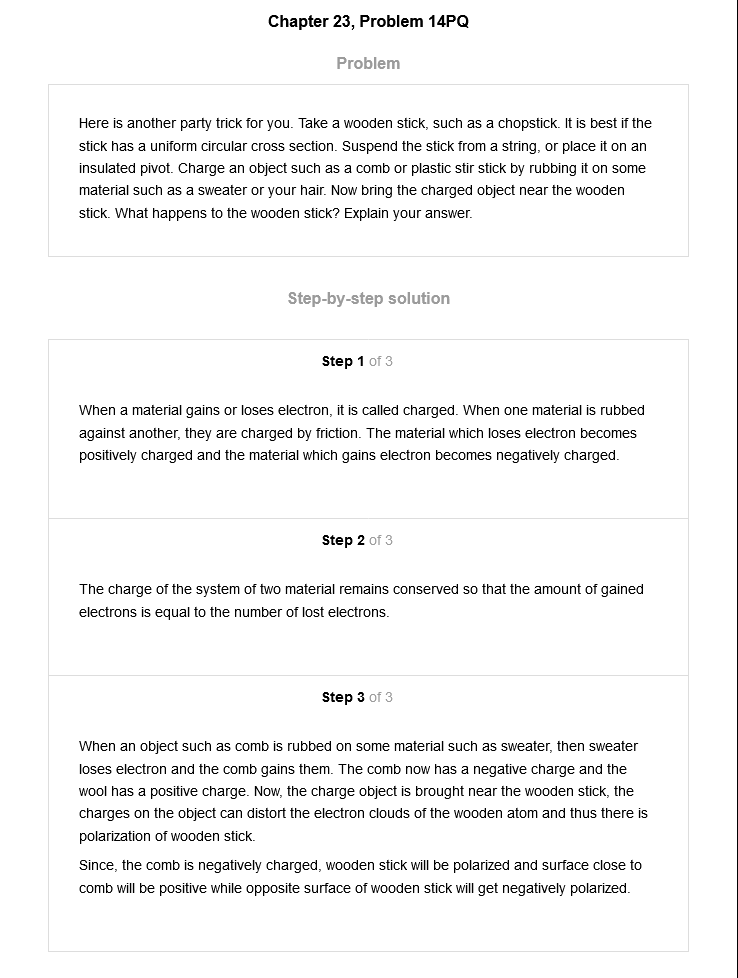 Chapter 23, Problem 14PQ
Problem
Here is another party trick for you. Take a wooden stick, such as a chopstick. It is best if the
stick has a uniform circular cross section. Suspend the stick from a string, or place it on an
insulated pivot. Charge an object such as a comb or plastic stir stick by rubbing it on some
material such as a sweater or your hair. Now bring the charged object near the wooden
stick. What happens to the wooden stick? Explain your answer.
Step-by-step solution
Step 1 of 3
When a material gains or loses electron, it is called charged. When one material is rubbed
against another, they are charged by friction. The material which loses electron becomes
positively charged and the material which gains electron becomes negatively charged.
Step 2 of 3
The charge of the system of two material remains conserved so that the amount of gained
electrons is equal to the number of lost electrons.
Step 3 of 3
When an object such as comb is rubbed on some material such as sweater, then sweater
loses electron and the comb gains them. The comb now has a negative charge and the
wool has a positive charge. Now, the charge object is brought near the wooden stick, the
charges on the object can distort the electron clouds of the wooden atom and thus there is
polarization of wooden stick.
Since, the comb is negatively charged, wooden stick will be polarized and surface close to
comb will be positive while opposite surface of wooden stick will get negatively polarized.